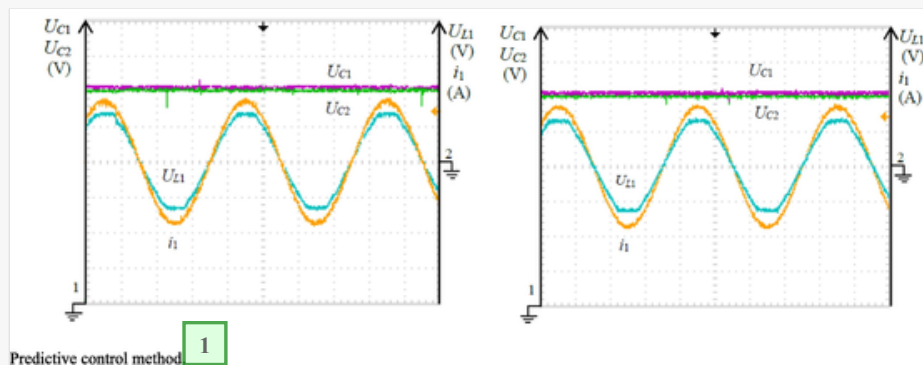 UC1
UC2
(V)
UL1
(V)
i1
(A)
UC1
UC2
UL1
i1
1
2
UC1
UC2
(V)
UL1
(V)
i1
(A)
UC1
UC2
UL1
i1
1
2
Predictive control method.
1